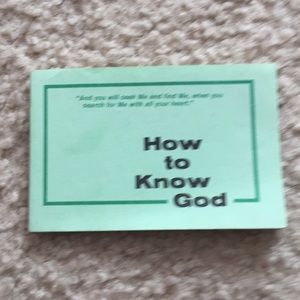 "And you will seek Me and find Me, when you
search for Me with all your heart."
How
to
Know
God